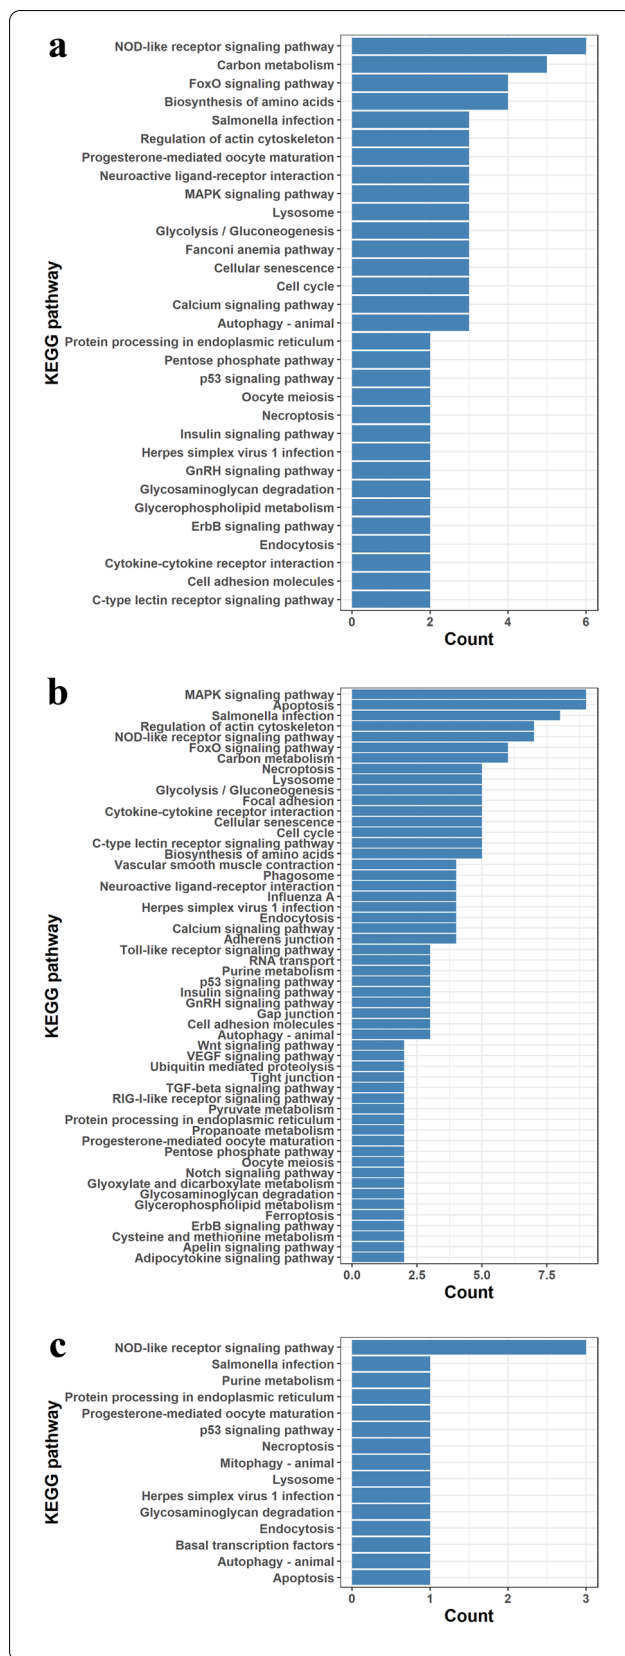 a
NOD-like receptor signaling pathway
Carbon metabolism
FoxO signaling pathway
Biosynthesis of amino acids
Salmonella infection
Regulation of actin cytoskeleton
Progesterone-mediated oocyte maturation
Neuroactive ligand-receptor interaction
MAPK signaling pathway
Lysosome
Glycolysis / Gluconeogenesis
Fanconi anemia pathway
Cellular senescence
Cell cycle
Calcium signaling pathway
Autophagy - animal
Protein processing in endoplasmic reticulum
Pentose phosphate pathway
p53 signaling pathway
Oocyte meiosis
Necroptosis
Insulin signaling pathway
Herpes simplex virus 1 infection
GnRH signaling pathway
Glycosaminoglycan degradation
Glycerophospholipid metabolism
ErbB signaling pathway
Endocytosis
Cytokine-cytokine receptor interaction
Cell adhesion molecules
C-type lectin receptor signaling pathway
KEGG pathway
0 2 4 6
Count
b
MAPK signaling pathway
Apoptosis
Salmonella infection
Regulation of actin cytoskeleton
NOD-like receptor signaling pathway
FoxO signaling pathway
Carbon metabolism
Necroptosis
Lysosome
Glycolysis / Gluconeogenesis
Focal adhesion
Cytokine-cytokine receptor interaction
Cellular senescence
Cell cycle
C-type lectin receptor signaling pathway
Biosynthesis of amino acids
Vascular smooth muscle contraction
Phagosome
Neuroactive ligand-receptor interaction
Influenza A
Herpes simplex virus 1 infection
Endocytosis
Calcium signaling pathway
Adherens junction
Toll-like receptor signaling pathway
RNA transport
Purine metabolism
p53 signaling pathway
Insulin signaling pathway
GnRH signaling pathway
Gap junction
Cell adhesion molecules
Autophagy - animal
Wnt signaling pathway
VEGF signaling pathway
Ubiquitin mediated proteolysis
Tight junction
TGF-beta signaling pathway
RIG-I-like receptor signaling pathway
Pyruvate metabolism
Protein processing in endoplasmic reticulum
Propanoate metabolism
Progesterone-mediated oocyte maturation
Pentose phosphate pathway
Oocyte meiosis
Notch signaling pathway
Glyoxylate and dicarboxylate metabolism
Glycosaminoglycan degradation
Glycerophospholipid metabolism
Ferroptosis
ErbB signaling pathway
Cysteine and methionine metabolism
Apelin signaling pathway
Adipocytokine signaling pathway
KEGG pathway
0.0 2.5 5.0 7.5
Count
c
NOD-like receptor signaling pathway
Salmonella infection
Purine metabolism
Protein processing in endoplasmic reticulum
Progesterone-mediated oocyte maturation
p53 signaling pathway
Necroptosis
Mitophagy - animal
Lysosome
Herpes simplex virus 1 infection
Glycosaminoglycan degradation
Endocytosis
Basal transcription factors
Autophagy - animal
Apoptosis
KEGG pathway
0 1 2 3
Count